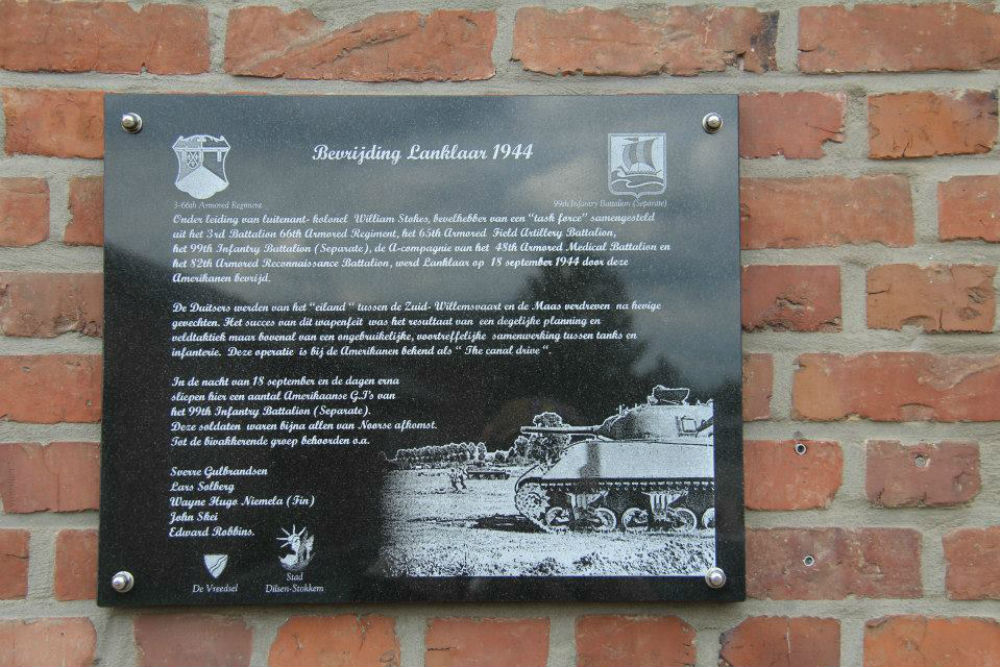 Bevrijding Lanklaar 1944
3-66th Armored Regiment
99th Infantry Battalion (Separate)
Onder leiding van luitenant- kolonel William Stokes, bevelhebber van een "task force" samengesteld
uit het 3rd Battalion 66th Armored Regiment, het 65th Armored Field Artillery Battalion,
het 99th Infantry Battalion (Separate), de A-compagnie van het 48th Armored Medical Battalion en
het 82th Armored Reconnaissance Battalion, werd Lanklaar op 18 september 1944 door deze
Amerikanen bevrijd.
De Duitsers werden van het "eiland" tussen de Zuid- Willemsvaart en de Maas verdreven na hevige
gevechten. Het succes van dit wapenfeit was het resultaat van een degelijke planning en
veldtaktiek maar bovenal van een ongebruikelijke, voortreffelijke samenwerking tussen tanks en
infanterie. Deze operatie is bij de Amerikanen bekend als " The canal drive ".
In de nacht van 18 september en de dagen erna
sliepen hier een aantal Amerikaanse G.I's van
het 99th Infantry Battalion (Separate).
Deze soldaten waren bijna allen van Noorse afkomst.
Tot de bivakkerende groep behoorden o.a.
Sverre Gulbrandsen
Lars Solberg
Wayne Hugo Niemela (Fin)
John Skei
Edward Robbins.
De Vreedsel
Stad
Dilsen-Stokkem